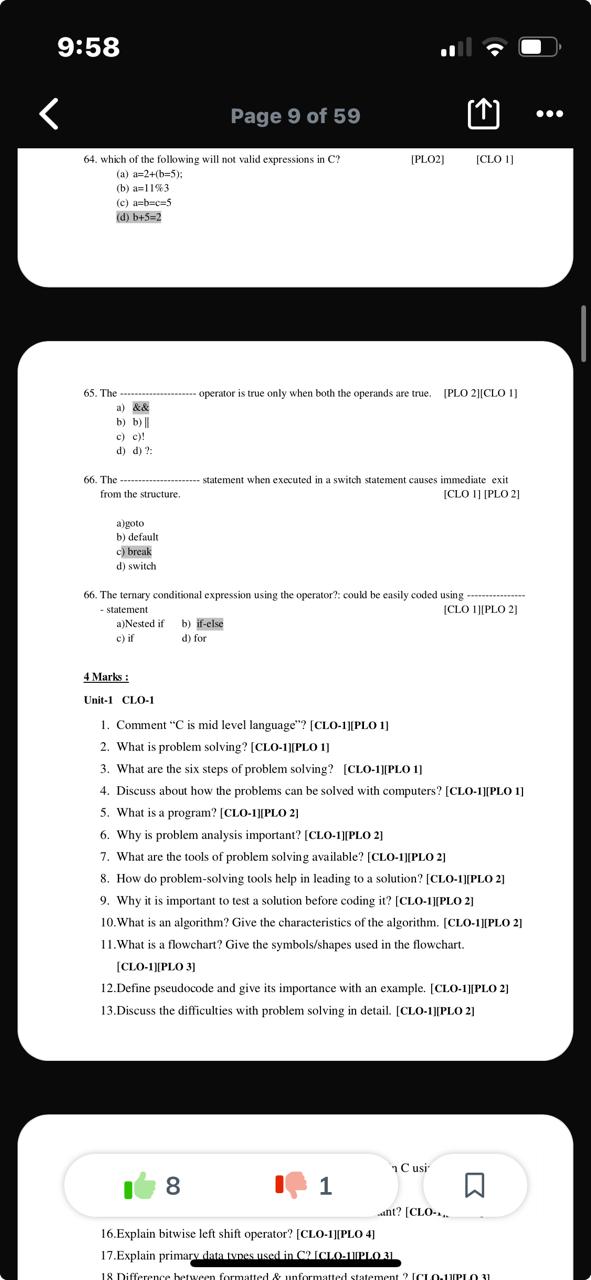 9:58
Page 9 of 59
64. which of the following will not valid expressions in C? [PLO2] [CLO 1]
(a) a=2+(b=5);
(b) a=11%3
(c) a=b=c=5
(d) b+5=2
65. The --------------------- operator is true only when both the operands are true. [PLO 2][CLO 1]
a) &&
b) b) ||
c) c)!
d) d) ?:
66. The ---------------------- statement when executed in a switch statement causes immediate exit
from the structure. [CLO 1] [PLO 2]
a)goto
b) default
c) break
d) switch
66. The ternary conditional expression using the operator?: could be easily coded using ----------------
- statement [CLO 1][PLO 2]
a)Nested if b) if-else
c) if d) for
4 Marks :
Unit-1 CLO-1
1. Comment “C is mid level language”? [CLO-1][PLO 1]
2. What is problem solving? [CLO-1][PLO 1]
3. What are the six steps of problem solving? [CLO-1][PLO 1]
4. Discuss about how the problems can be solved with computers? [CLO-1][PLO 1]
5. What is a program? [CLO-1][PLO 2]
6. Why is problem analysis important? [CLO-1][PLO 2]
7. What are the tools of problem solving available? [CLO-1][PLO 2]
8. How do problem-solving tools help in leading to a solution? [CLO-1][PLO 2]
9. Why it is important to test a solution before coding it? [CLO-1][PLO 2]
10.What is an algorithm? Give the characteristics of the algorithm. [CLO-1][PLO 2]
11.What is a flowchart? Give the symbols/shapes used in the flowchart.
[CLO-1][PLO 3]
12.Define pseudocode and give its importance with an example. [CLO-1][PLO 2]
13.Discuss the difficulties with problem solving in detail. [CLO-1][PLO 2]
C
8 1
16.Explain bitwise left shift operator? [CLO-1][PLO 4]
17.Explain primary data types used in C? [CLO-1][PLO 3]
18.Difference between formatted & unformatted statement ? [CLO-1][PLO 3]